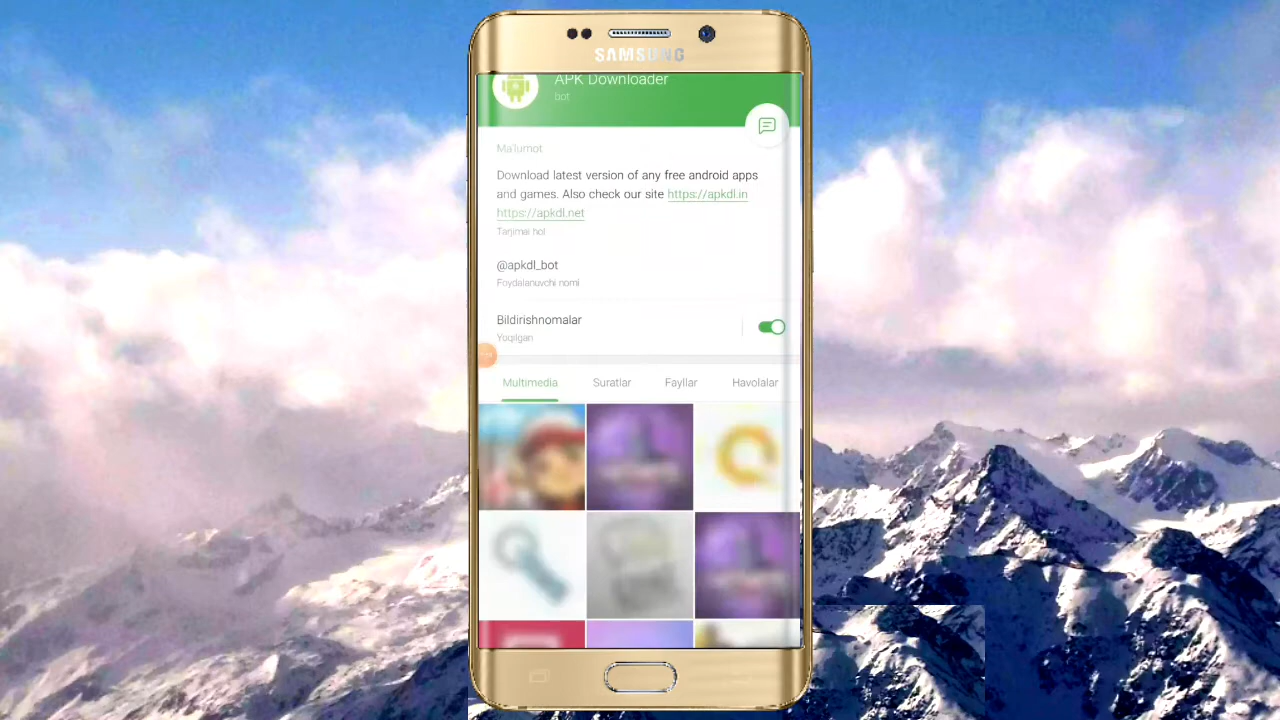 SAMSUNG
APK Downloader
bot
Ma'lumot
Download latest version of any free android apps
and games. Also check our site https://apkdl.in
https://apkdl.net
Tarjimai hol
@apkdl_bot
Foydalanuvchi nomi
Bildirishnomalar
Yoqilgan
Multimedia Suratlar Fayllar Havolalar